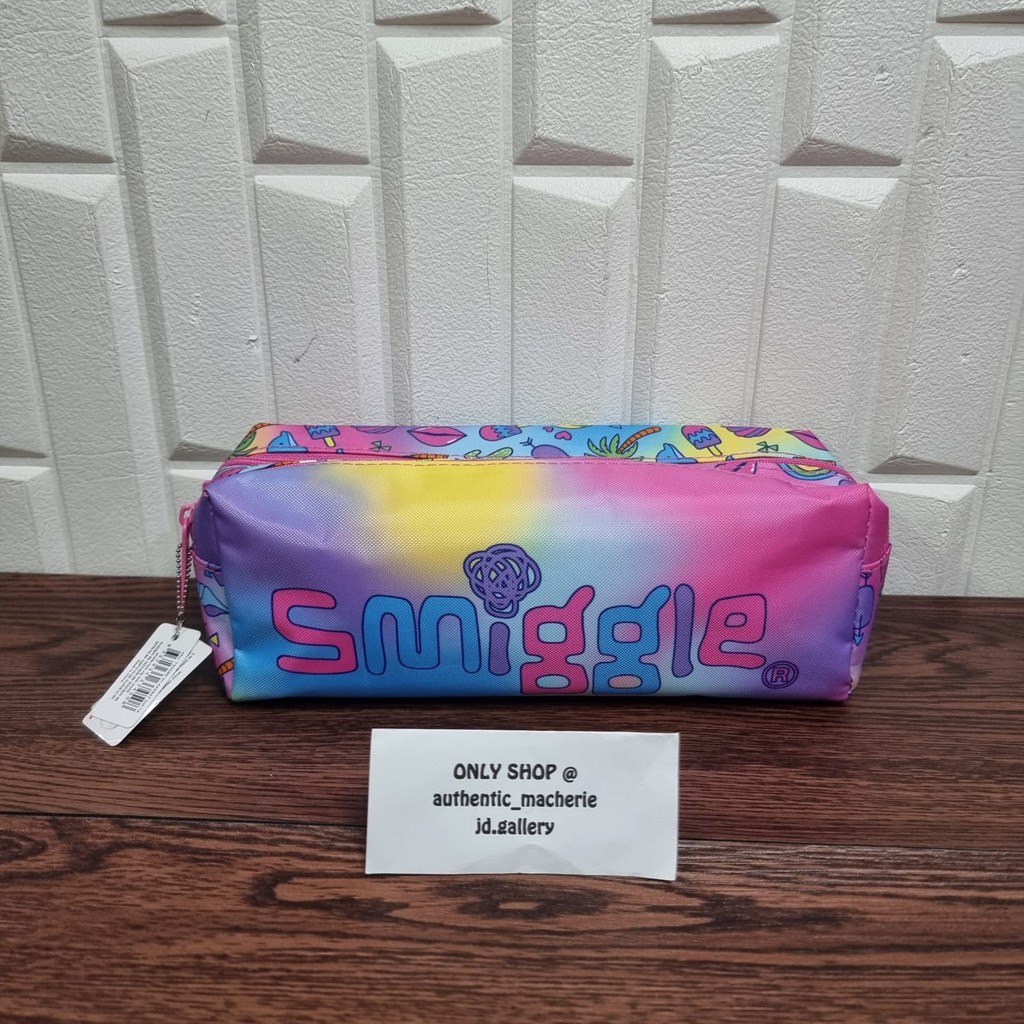 smiggle
®
ONLY SHOP @
authentic_macherie
jd.gallery